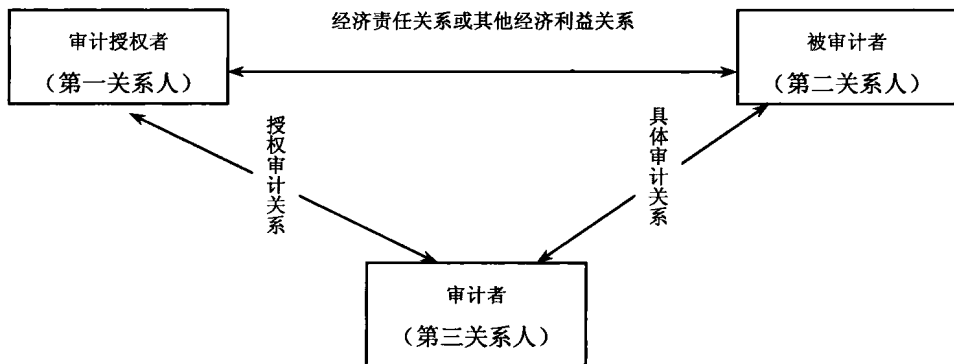 经济责任关系或其他经济利益关系
审计授权者
（第一关系人）
被审计者
（第二关系人）
授权审计关系
具体审计关系
审计者
（第三关系人）